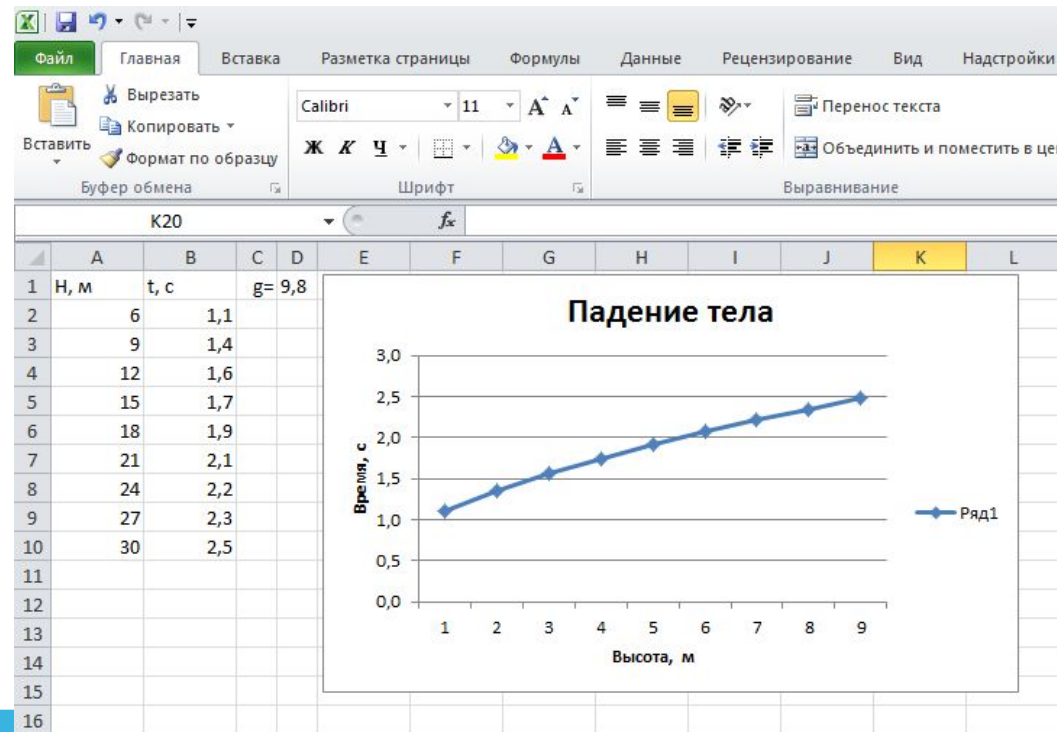 Файл Главная Вставка Разметка страницы Формулы Данные Рецензирование Вид Надстройки
Вырезать
Calibri 11 А А
Перенос текста
Копировать
Вставить
Ж К Ч А
Объединить и поместить в це
Формат по образцу
Буфер обмена Шрифт Выравнивание
K20 fx
A B C D E F G H I J K L
1 Н, м t, с g= 9,8
2 6 1,1
3 9 1,4
4 12 1,6
5 15 1,7
6 18 1,9
7 21 2,1
8 24 2,2
9 27 2,3
10 30 2,5
11
12
13
14
15
16
Падение тела
3,0
2,5
2,0
1,5
1,0
0,5
0,0
Время, с
1 2 3 4 5 6 7 8 9
Высота, м
Ряд1